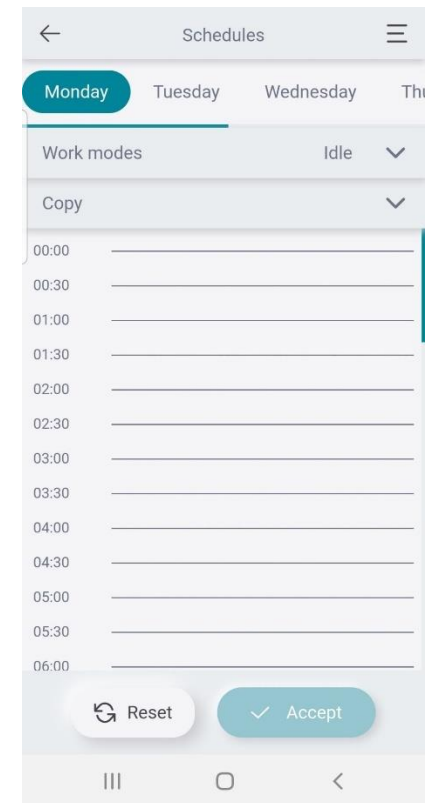 Schedules
Monday Tuesday Wednesday Thu
Work modes Idle
Copy
00:00
00:30
01:00
01:30
02:00
02:30
03:00
03:30
04:00
04:30
05:00
05:30
06:00
Reset Accept